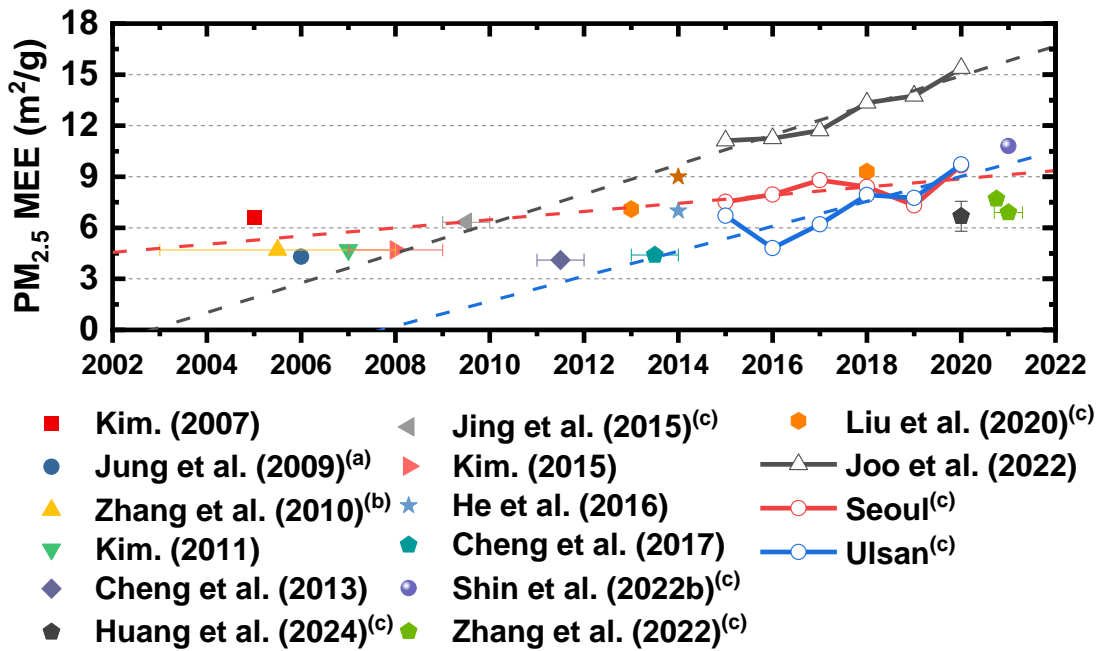 PM2.5 MEE (m²/g)
18
15
12
9
6
3
0
2002 2004 2006 2008 2010 2012 2014 2016 2018 2020 2022
Kim. (2007) Jing et al. (2015)(c) Liu et al. (2020)(c)
Jung et al. (2009)(a) Kim. (2015) Joo et al. (2022)
Zhang et al. (2010)(b) He et al. (2016) Seoul(c)
Kim. (2011) Cheng et al. (2017) Ulsan(c)
Cheng et al. (2013) Shin et al. (2022b)(c)
Huang et al. (2024)(c) Zhang et al. (2022)(c)